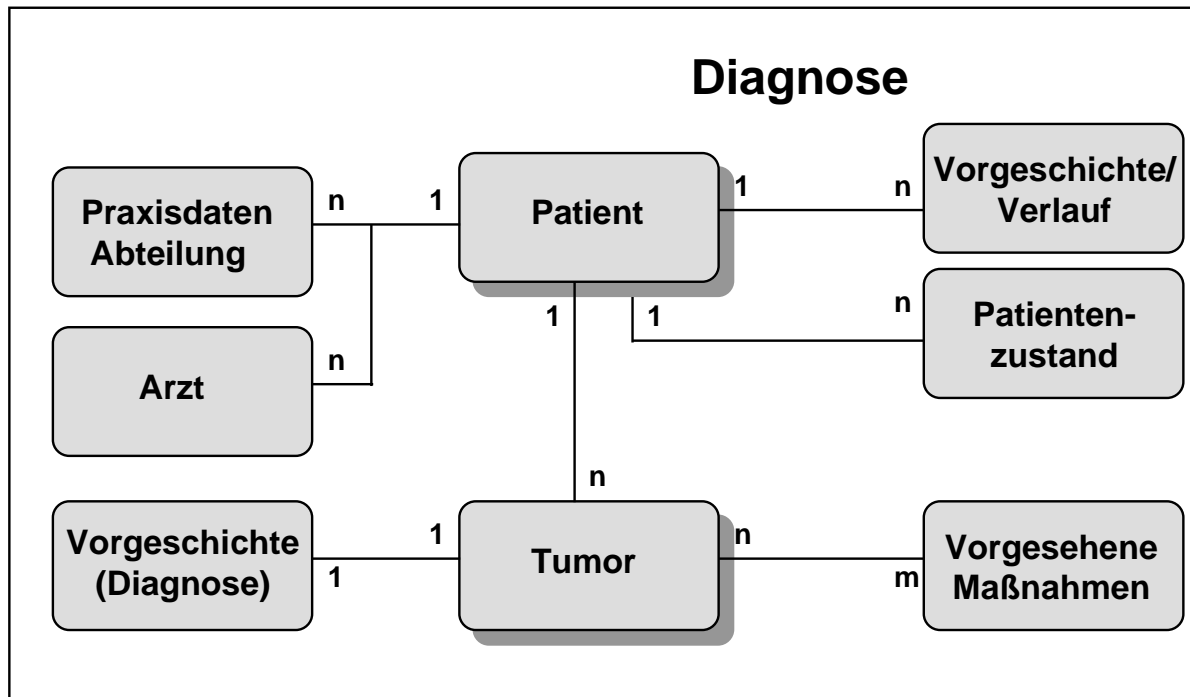 Diagnose
Praxisdaten
Abteilung
n
1
Patient
1
n
Vorgeschichte/
Verlauf
Arzt
n
1
1
n
Patienten-
zustand
n
Vorgeschichte
(Diagnose)
1
1
Tumor
n
m
Vorgesehene
Maßnahmen